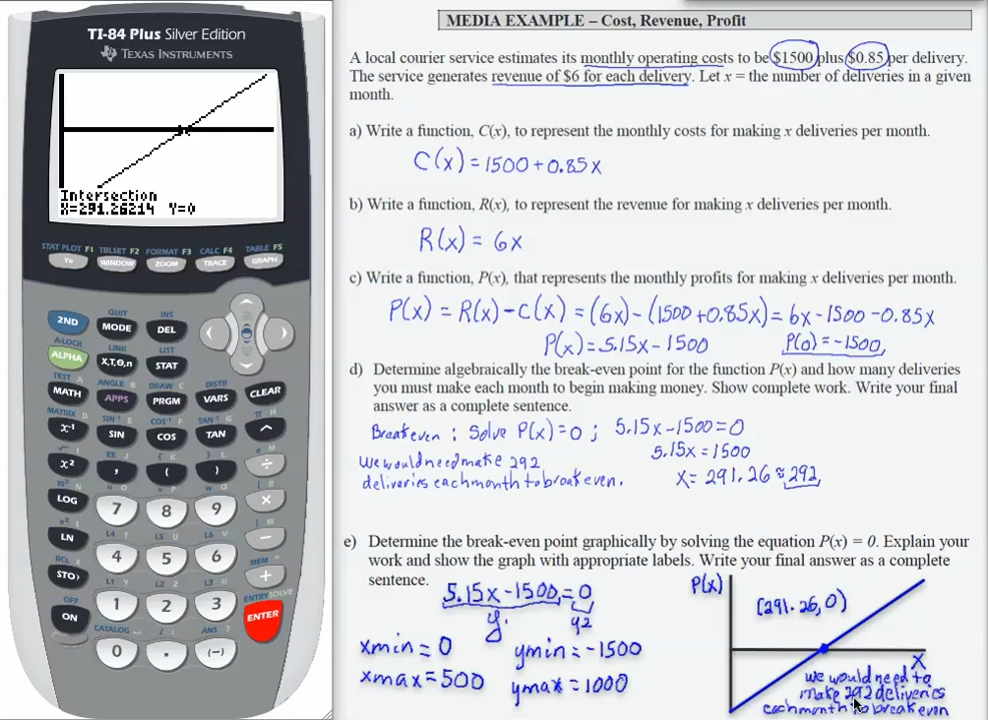 TI-84 Plus Silver Edition
TEXAS INSTRUMENTS
Intersection
X=291.26214 Y=0
STAT PLOT F1 TBLSET F2 FORMAT F3 CALC F4 TABLE F5
Y= WINDOW ZOOM TRACE GRAPH
QUIT INS
2ND MODE DEL
A-LOCK LINK LIST
ALPHA X,T,θ,n STAT
TEST A ANGLE B DRAW C DISTR
MATH APPS PRGM VARS CLEAR
MATRIX D SIN⁻¹ E COS⁻¹ F TAN⁻¹ G π H
x⁻¹ SIN COS TAN ^
x² , ( ) ÷
LOG 7 8 9 ×
LN 4 5 6 −
RCL X L1 Y L2 Z L3 θ MEM "
STO› 1 2 3 +
OFF CATALOG i ANS ? ENTRY SOLVE
ON 0 . (−) ENTER
MEDIA EXAMPLE – Cost, Revenue, Profit
A local courier service estimates its monthly operating costs to be $1500 plus $0.85 per delivery.
The service generates revenue of $6 for each delivery. Let x = the number of deliveries in a given
month.
a) Write a function, C(x), to represent the monthly costs for making x deliveries per month.
C(x) = 1500 + 0.85x
b) Write a function, R(x), to represent the revenue for making x deliveries per month.
R(x) = 6x
c) Write a function, P(x), that represents the monthly profits for making x deliveries per month.
P(x) = R(x) - C(x) = (6x) - (1500 + 0.85x) = 6x - 1500 - 0.85x
P(x) = 5.15x - 1500 P(0) = -1500
d) Determine algebraically the break-even point for the function P(x) and how many deliveries
you must make each month to begin making money. Show complete work. Write your final
answer as a complete sentence.
Break even : Solve P(x) = 0 ; 5.15x - 1500 = 0
5.15x = 1500
We would need make 292
deliveries each month to break even. x = 291.26 ≈ 292
e) Determine the break-even point graphically by solving the equation P(x) = 0. Explain your
work and show the graph with appropriate labels. Write your final answer as a complete
sentence.
5.15x - 1500 = 0
y1 y2
xmin = 0 ymin = -1500
xmax = 500 ymax = 1000
P(x)
(291.26, 0)
x
we would need to
make 292 deliveries
each month to break even